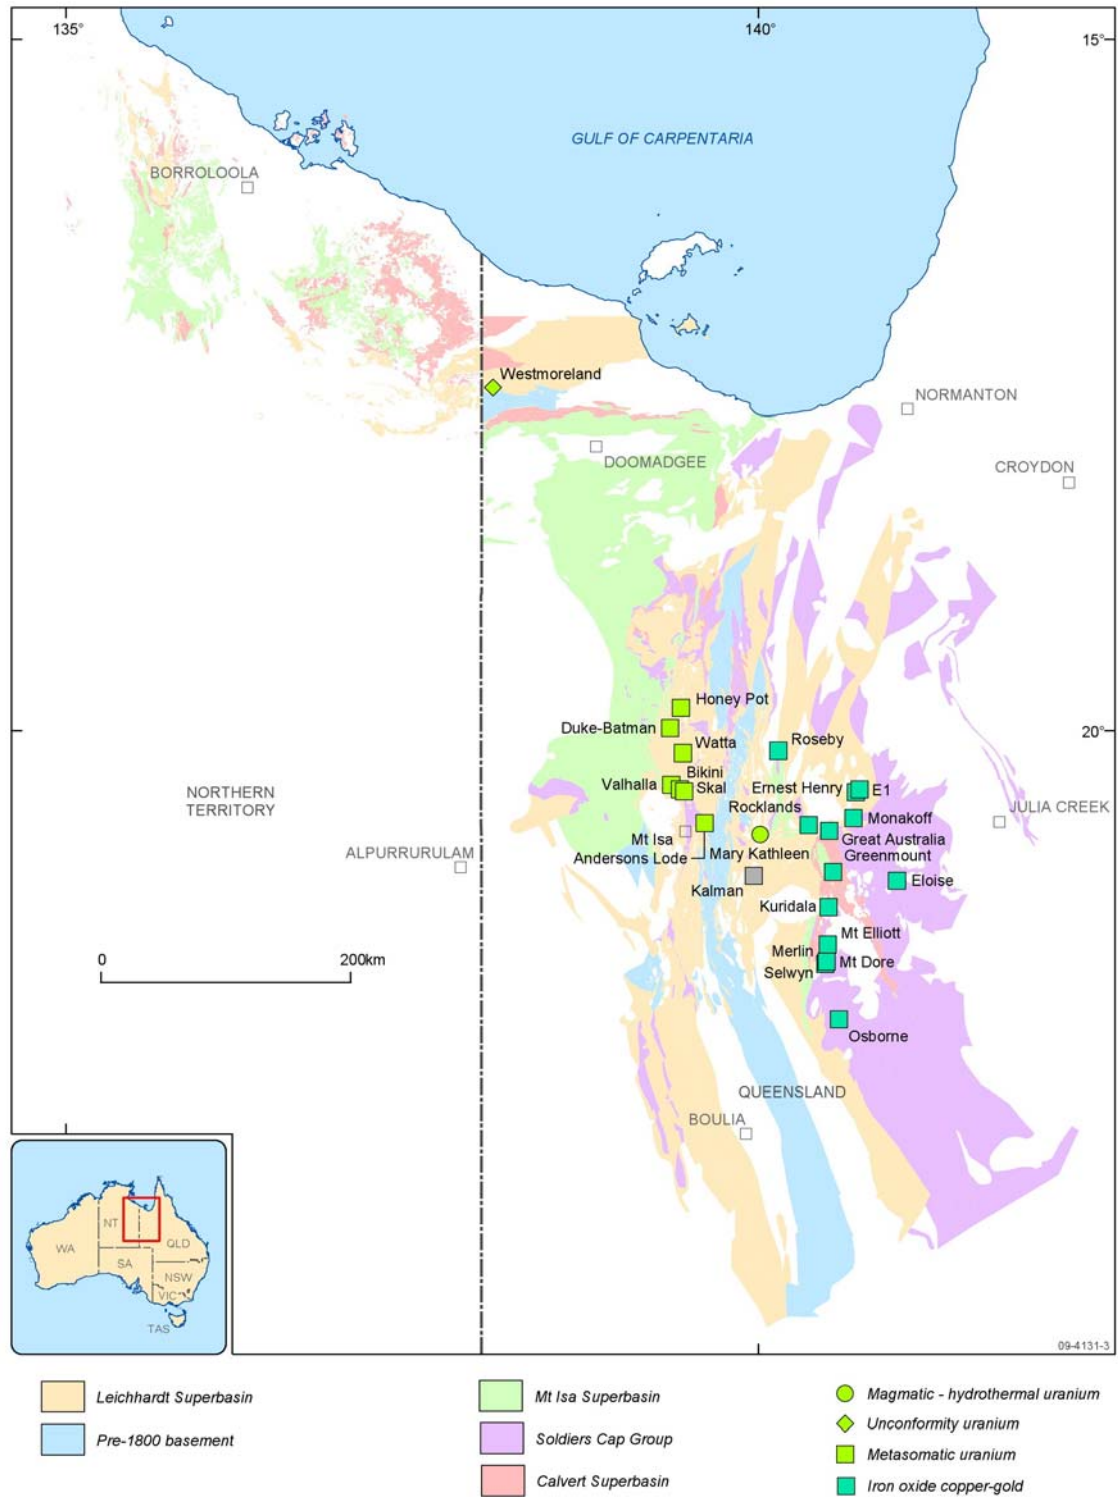 135°
140°
15°
GULF OF CARPENTARIA
BORROLOOLA
Westmoreland
NORMANTON
DOOMADGEE
CROYDON
Honey Pot
Duke-Batman
20°
Watta
Roseby
Bikini
Valhalla
Skal
Ernest Henry
E1
NORTHERN
TERRITORY
Rocklands
JULIA CREEK
Monakoff
Mt Isa
Great Australia
ALPURRURULAM
Andersons Lode
Mary Kathleen
Greenmount
Kalman
Eloise
Kuridala
Mt Elliott
Merlin
0
200km
Mt Dore
Selwyn
Osborne
QUEENSLAND
BOULIA
NT
WA
QLD
SA
NSW
VIC
TAS
09-4131-3
Leichhardt Superbasin
Pre-1800 basement
Mt Isa Superbasin
Soldiers Cap Group
Calvert Superbasin
Magmatic - hydrothermal uranium
Unconformity uranium
Metasomatic uranium
Iron oxide copper-gold